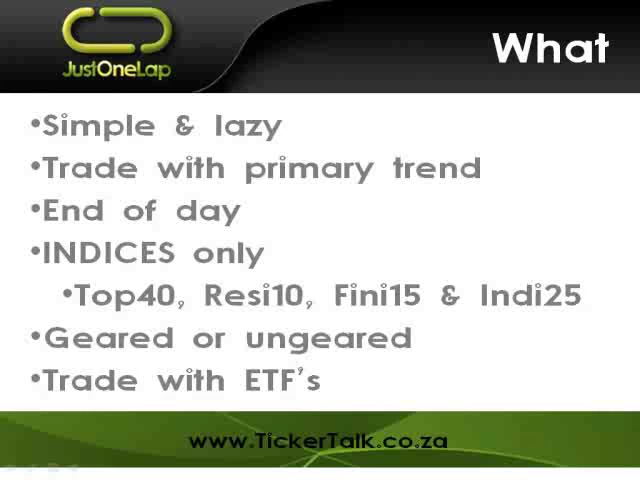 JustOneLap
What
•Simple & lazy
•Trade with primary trend
•End of day
•INDICES only
•Top40, Resi10, Fini15 & Indi25
•Geared or ungeared
•Trade with ETF's
www.TickerTalk.co.za